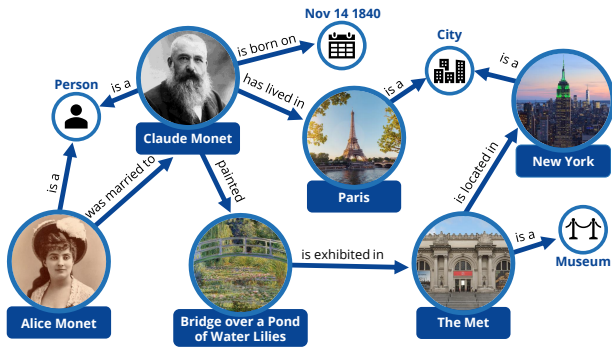 Nov 14 1840
City
is born on
is a
Person
is a
has lived in
is a
Claude Monet
New York
is a
was married to
painted
Paris
is located in
is a
Museum
is exhibited in
Alice Monet
Bridge over a Pond
of Water Lilies
The Met